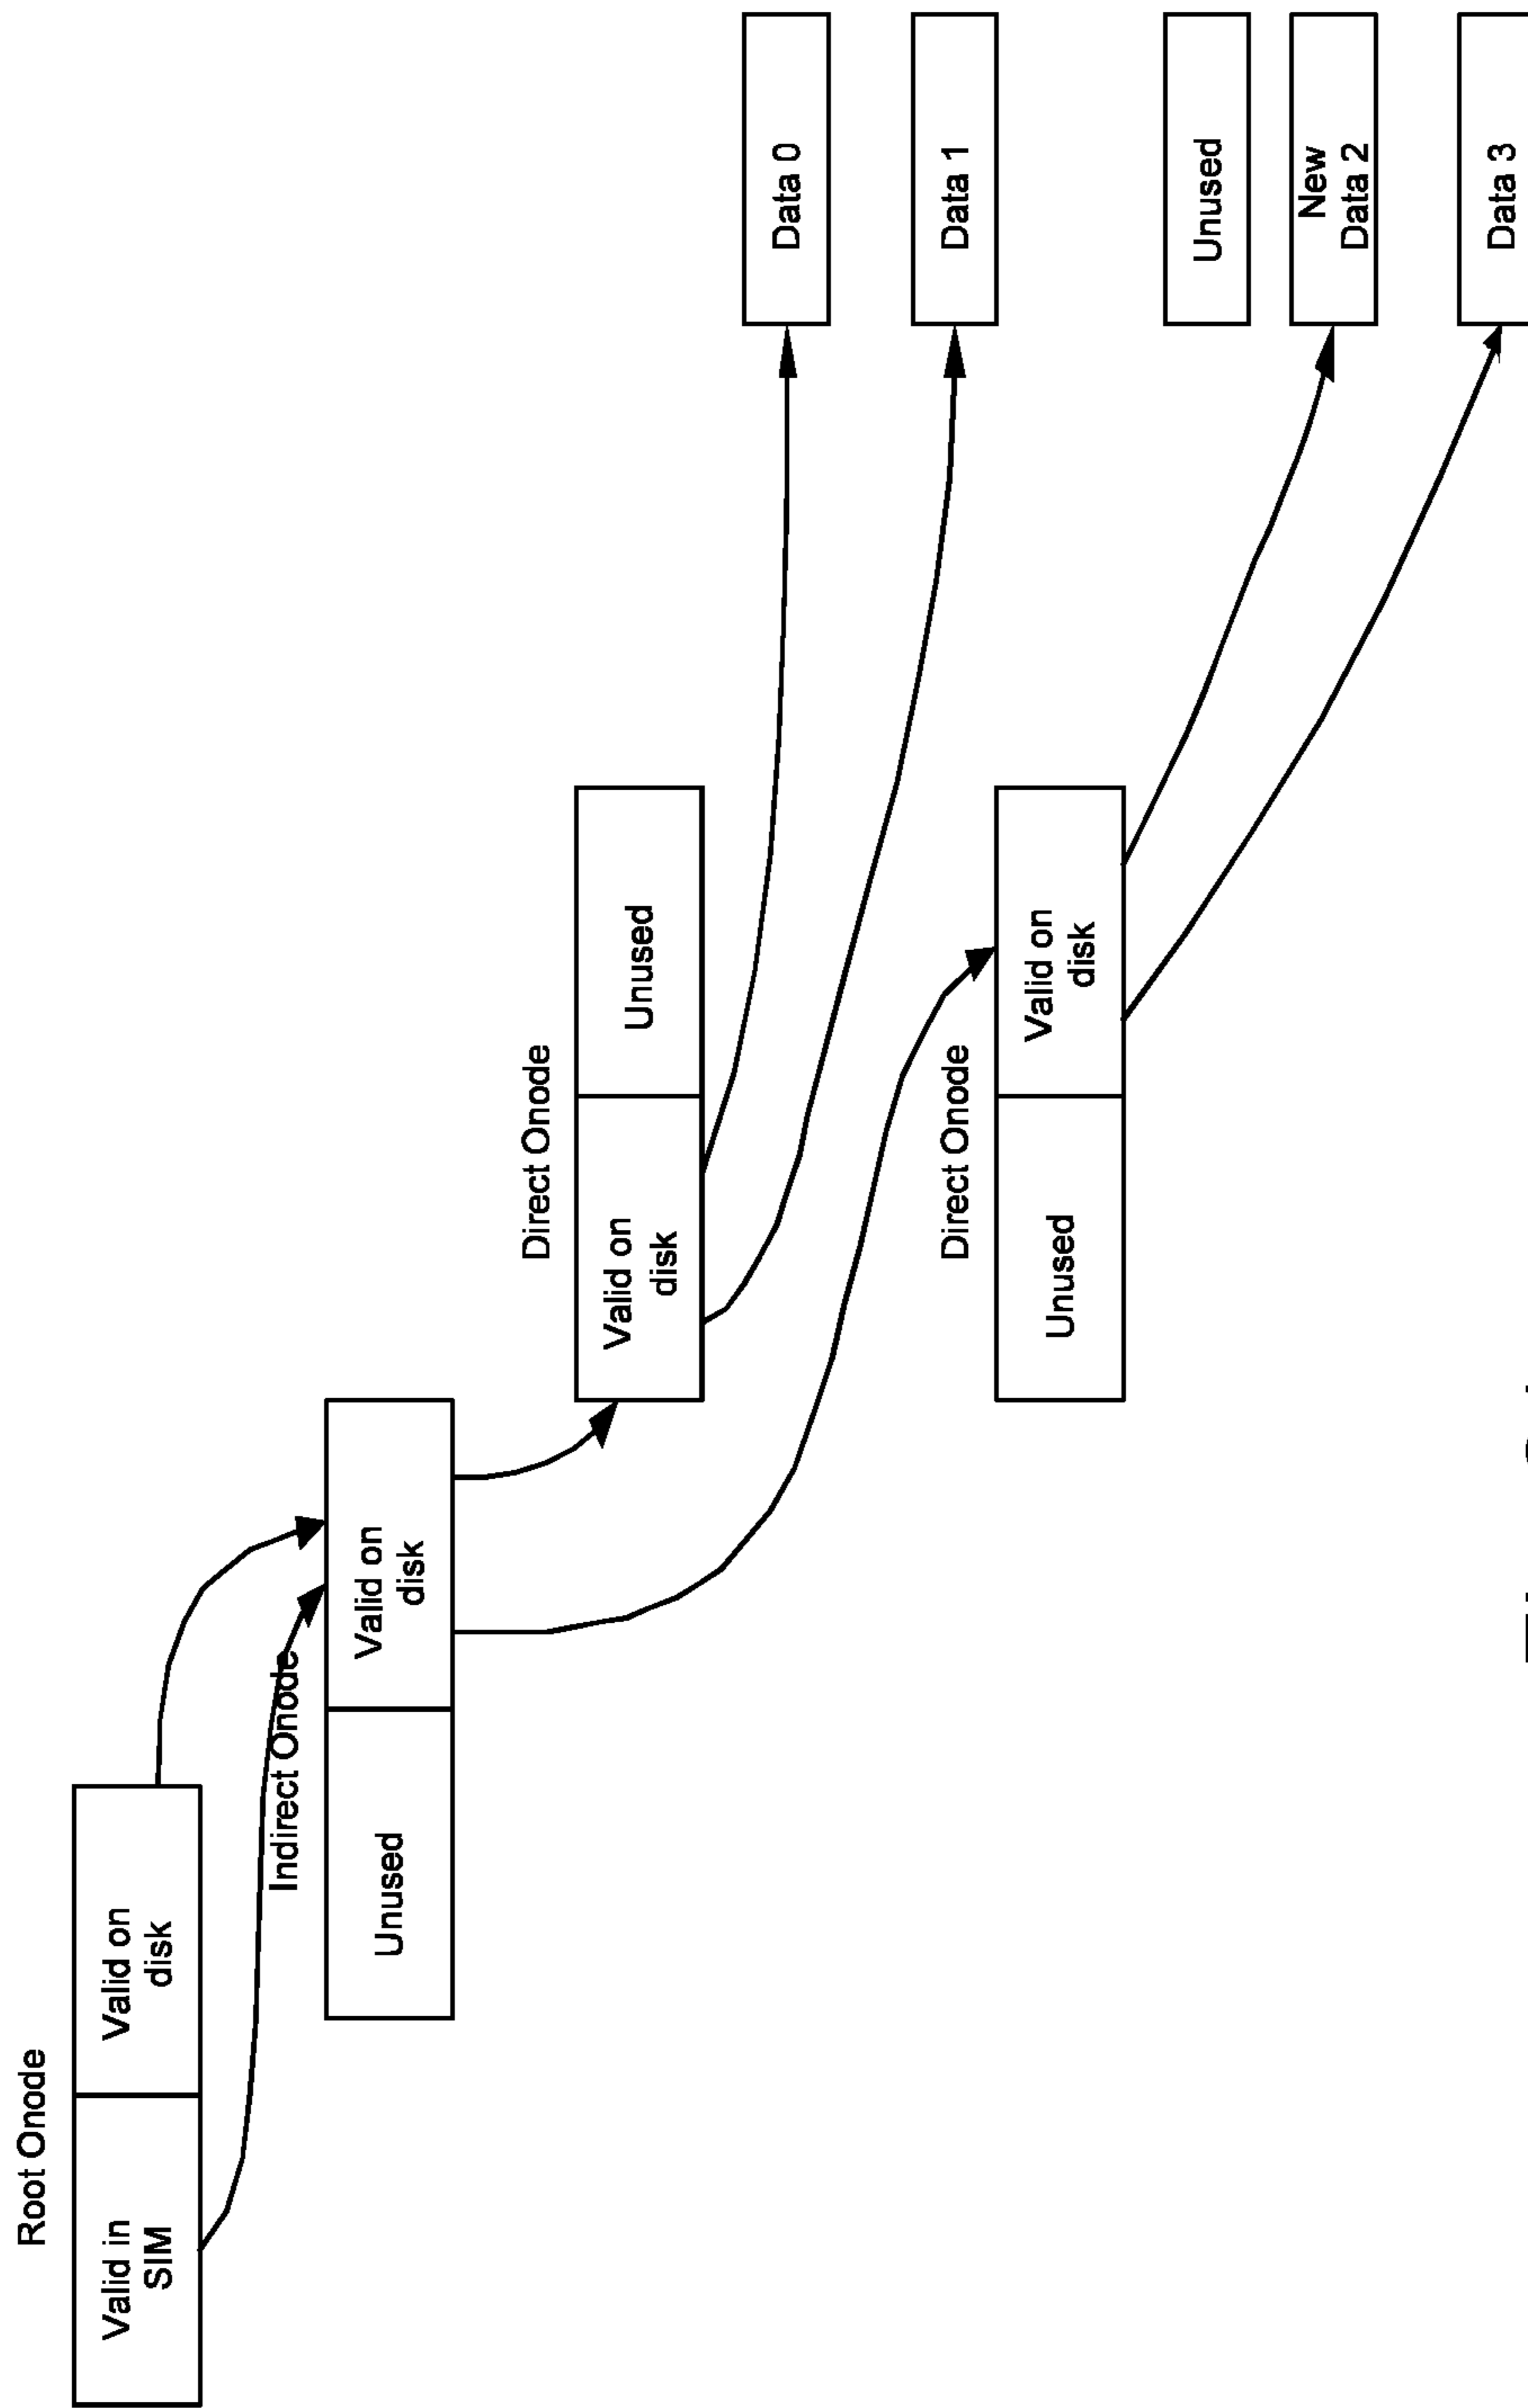 Root Onode
Valid in
SIM
Valid on
disk
Indirect Onode
Unused
Valid on
disk
Direct Onode
Valid on
disk
Unused
Data 0
Data 1
Direct Onode
Unused
Valid on
disk
Unused
New
Data 2
Data 3